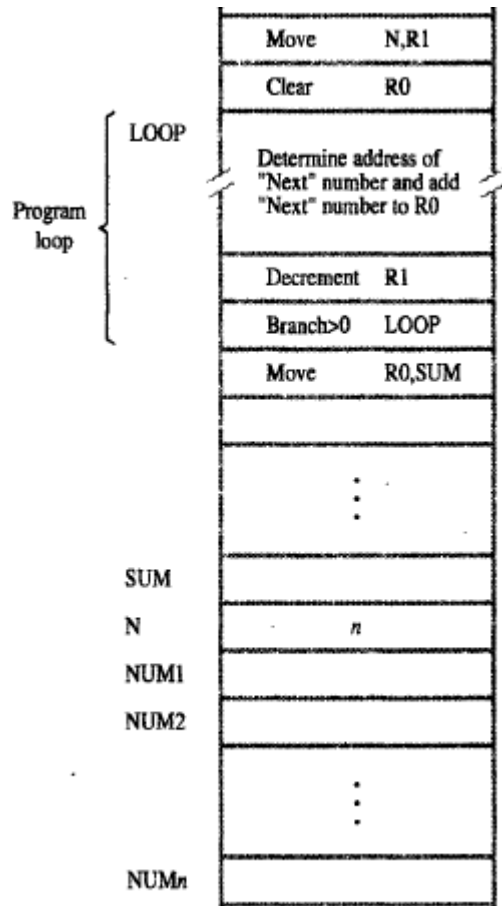 Move N,R1
Clear R0
LOOP
Determine address of
"Next" number and add
"Next" number to R0
Program
loop
Decrement R1
Branch>0 LOOP
Move R0,SUM
SUM
N n
NUM1
NUM2
NUMn